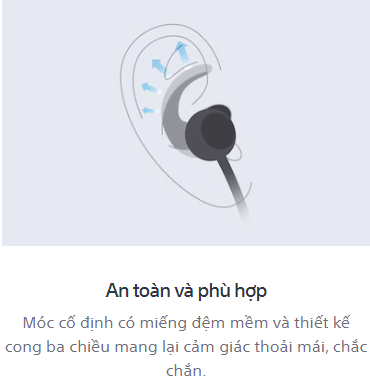 An toàn và phù hợp
Móc cố định có miếng đệm mềm và thiết kế
cong ba chiều mang lại cảm giác thoải mái, chắc
chắn.